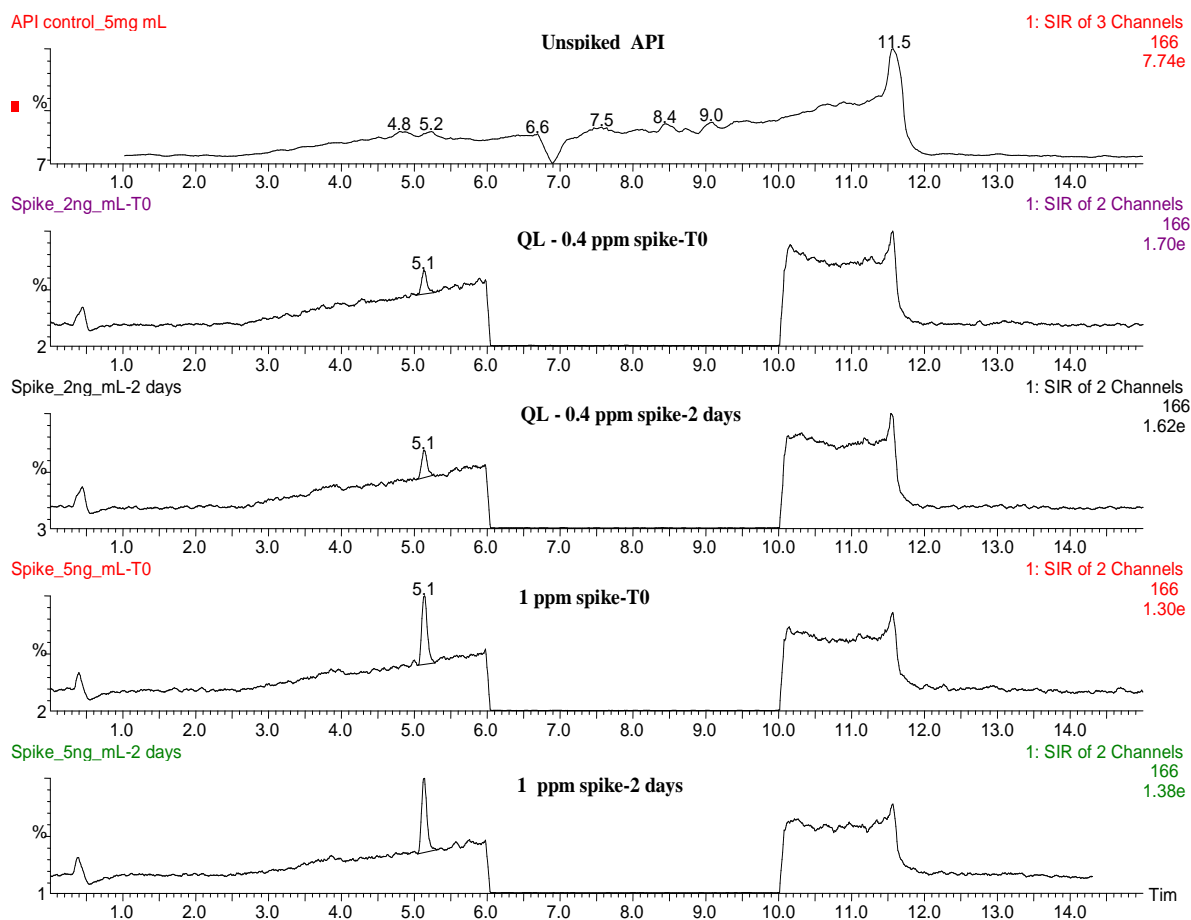 API control_5mg mL
1: SIR of 3 Channels
166
7.74e
Unspiked API
11.5
%
4.8 5.2 6.6 7.5 8.4 9.0
7
1.0 2.0 3.0 4.0 5.0 6.0 7.0 8.0 9.0 10.0 11.0 12.0 13.0 14.0
Spike_2ng_mL-T0
1: SIR of 2 Channels
166
1.70e
QL - 0.4 ppm spike-T0
5.1
%
2
1.0 2.0 3.0 4.0 5.0 6.0 7.0 8.0 9.0 10.0 11.0 12.0 13.0 14.0
Spike_2ng_mL-2 days
1: SIR of 2 Channels
166
1.62e
QL - 0.4 ppm spike-2 days
5.1
%
3
1.0 2.0 3.0 4.0 5.0 6.0 7.0 8.0 9.0 10.0 11.0 12.0 13.0 14.0
Spike_5ng_mL-T0
1: SIR of 2 Channels
166
1.30e
1 ppm spike-T0
5.1
%
2
1.0 2.0 3.0 4.0 5.0 6.0 7.0 8.0 9.0 10.0 11.0 12.0 13.0 14.0
Spike_5ng_mL-2 days
1: SIR of 2 Channels
166
1.38e
1 ppm spike-2 days
%
1
Tim
1.0 2.0 3.0 4.0 5.0 6.0 7.0 8.0 9.0 10.0 11.0 12.0 13.0 14.0